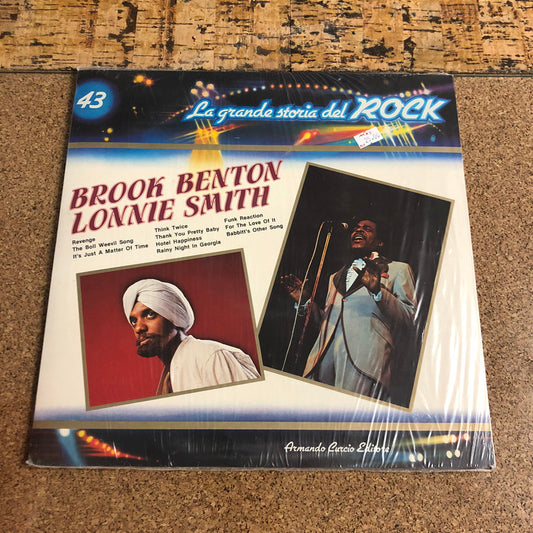 43
La grande storia del ROCK
BROOK BENTON
LONNIE SMITH
Revenge
The Boll Weevil Song
It's Just A Matter Of Time
Think Twice
Thank You Pretty Baby
Hotel Happiness
Rainy Night In Georgia
Funk Reaction
For The Love Of It
Babbitt's Other Song
Armando Curcio Editore